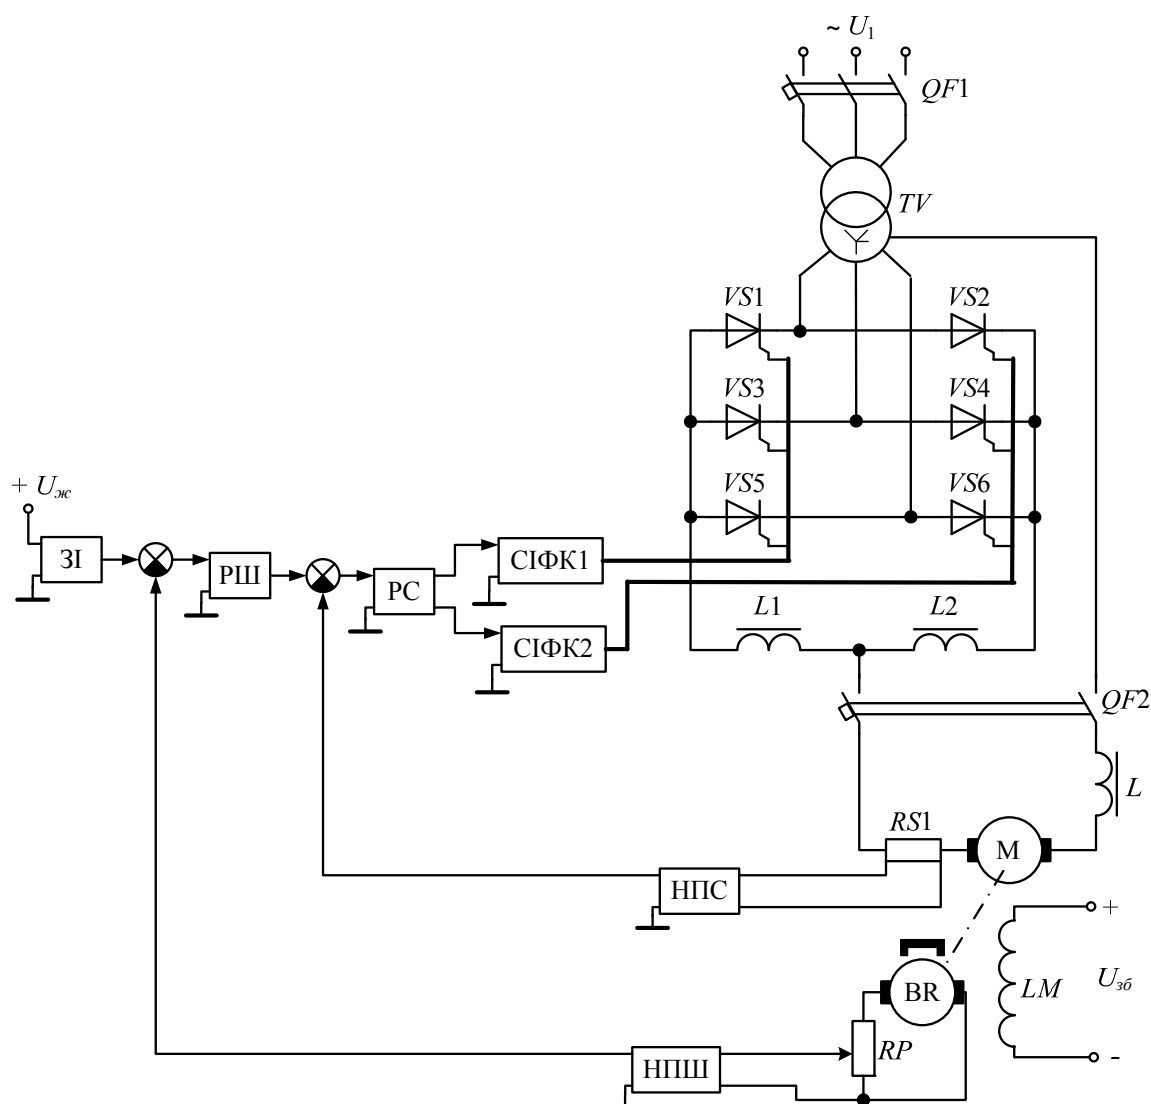 ~ U1
QF1
TV
VS1
VS2
VS3
VS4
+ Uж
VS5
VS6
ЗІ
РШ
РС
СІФК1
СІФК2
L1
L2
QF2
L
RS1
М
НПС
+
BR
LM
Uзб
RP
НПШ
-